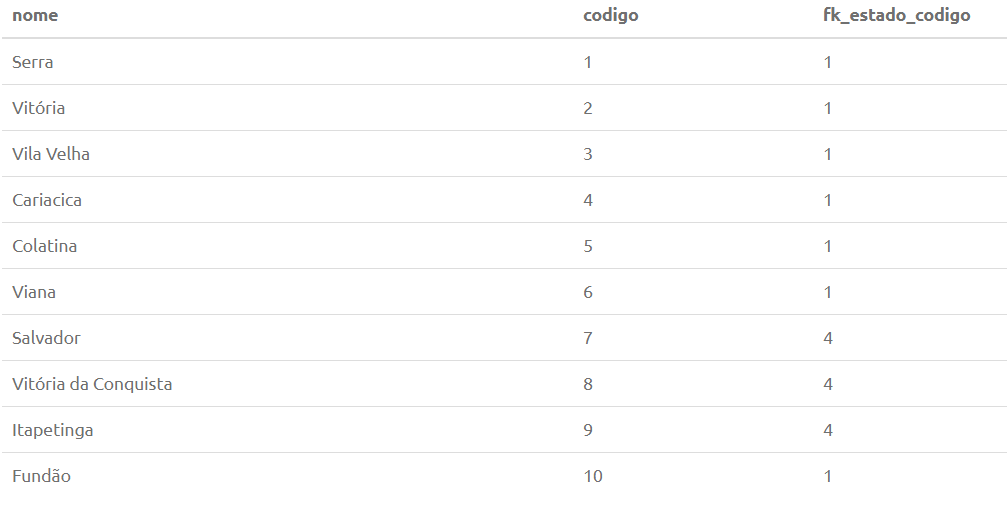 nome codigo fk_estado_codigo
Serra 1 1
Vitória 2 1
Vila Velha 3 1
Cariacica 4 1
Colatina 5 1
Viana 6 1
Salvador 7 4
Vitória da Conquista 8 4
Itapetinga 9 4
Fundão 10 1